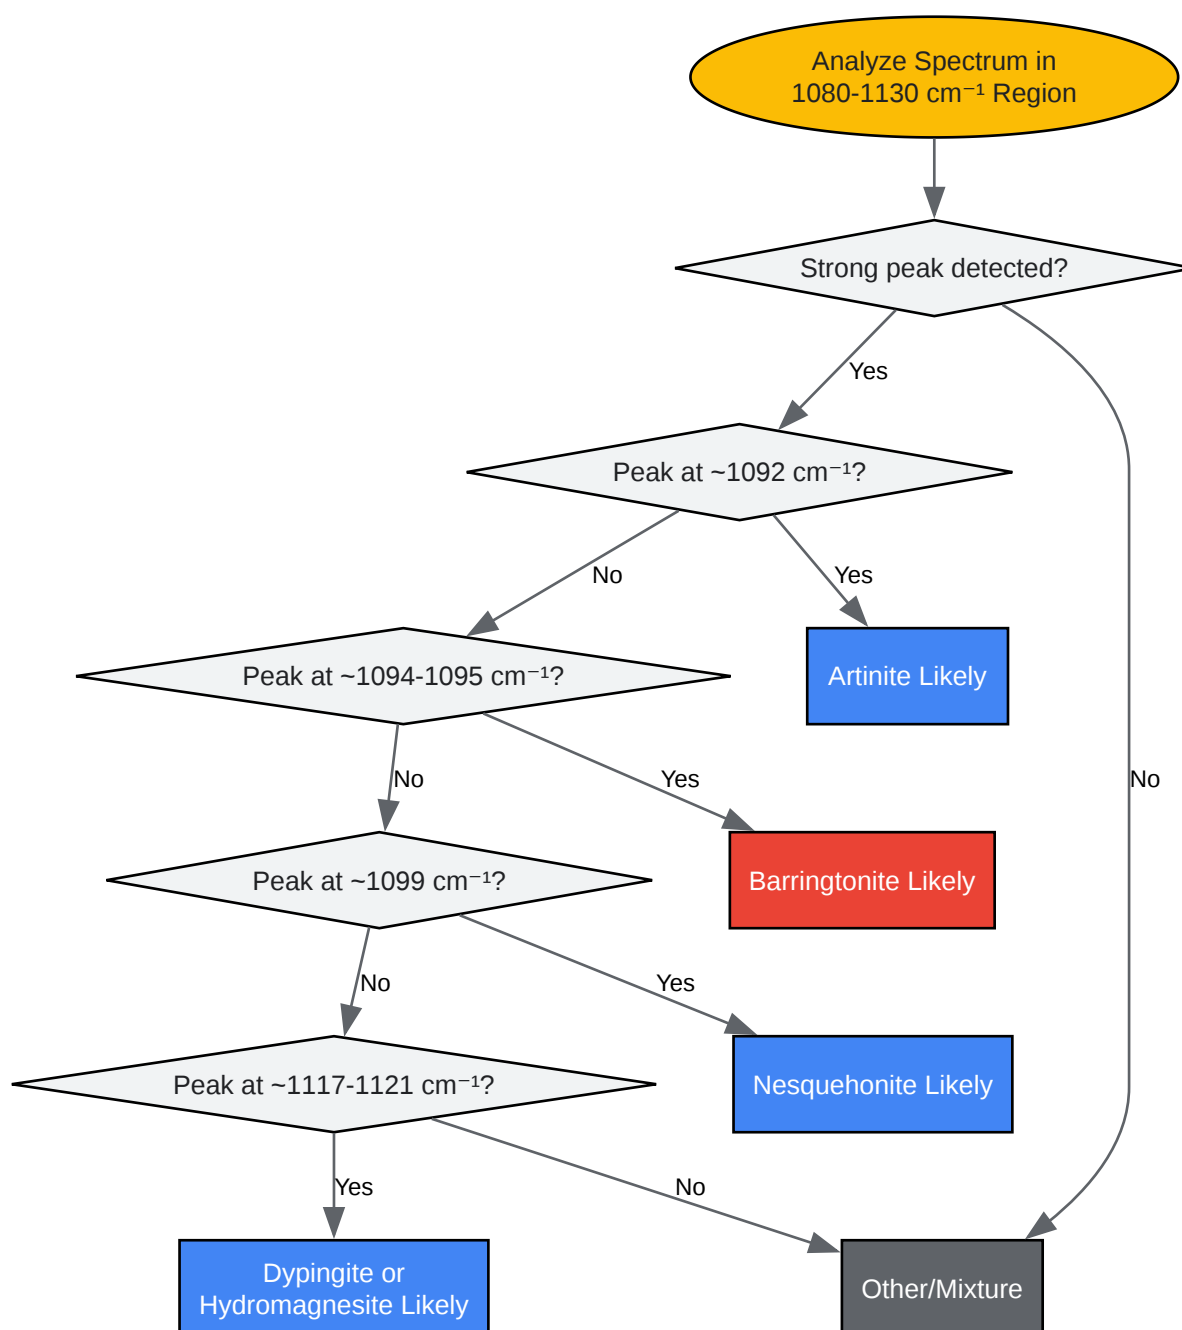 Analyze Spectrum in
1080-1130 cm⁻¹ Region
Strong peak detected?
Yes
Peak at ~1092 cm⁻¹?
No
Yes
Peak at ~1094-1095 cm⁻¹?
Artinite Likely
No
Yes
No
Peak at ~1099 cm⁻¹?
Barringtonite Likely
No
Yes
Peak at ~1117-1121 cm⁻¹?
Nesquehonite Likely
Yes
No
Dypingite or
Hydromagnesite Likely
Other/Mixture